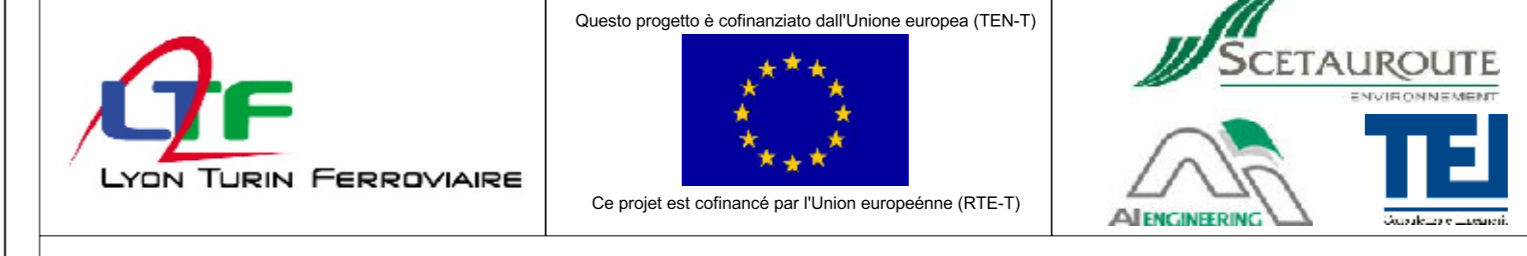 LTF
LYON TURIN FERROVIAIRE
Questo progetto è cofinanziato dall'Unione europea (TEN-T)
Ce projet est cofinancé par l'Union europeénne (RTE-T)
SCETAUROUTE
ENVIRONNEMENT
AI ENGINEERING
TEI